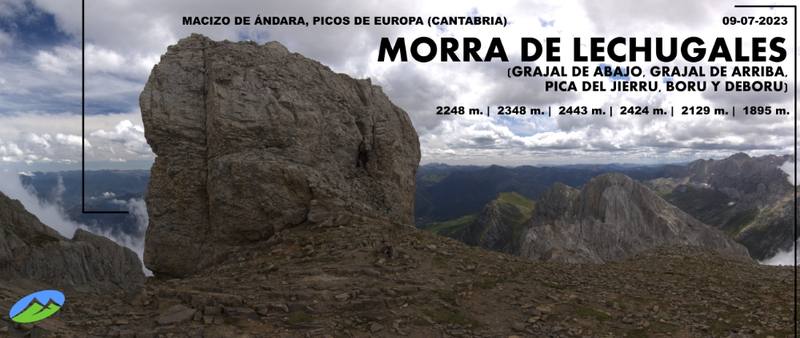 MACIZO DE ÁNDARA, PICOS DE EUROPA (CANTABRIA)
09-07-2023
MORRA DE LECHUGALES
(GRAJAL DE ABAJO, GRAJAL DE ARRIBA,
PICA DEL JIERRU, BORU Y DEBORU)
2248 m. | 2348 m. | 2443 m. | 2424 m. | 2129 m. | 1895 m.